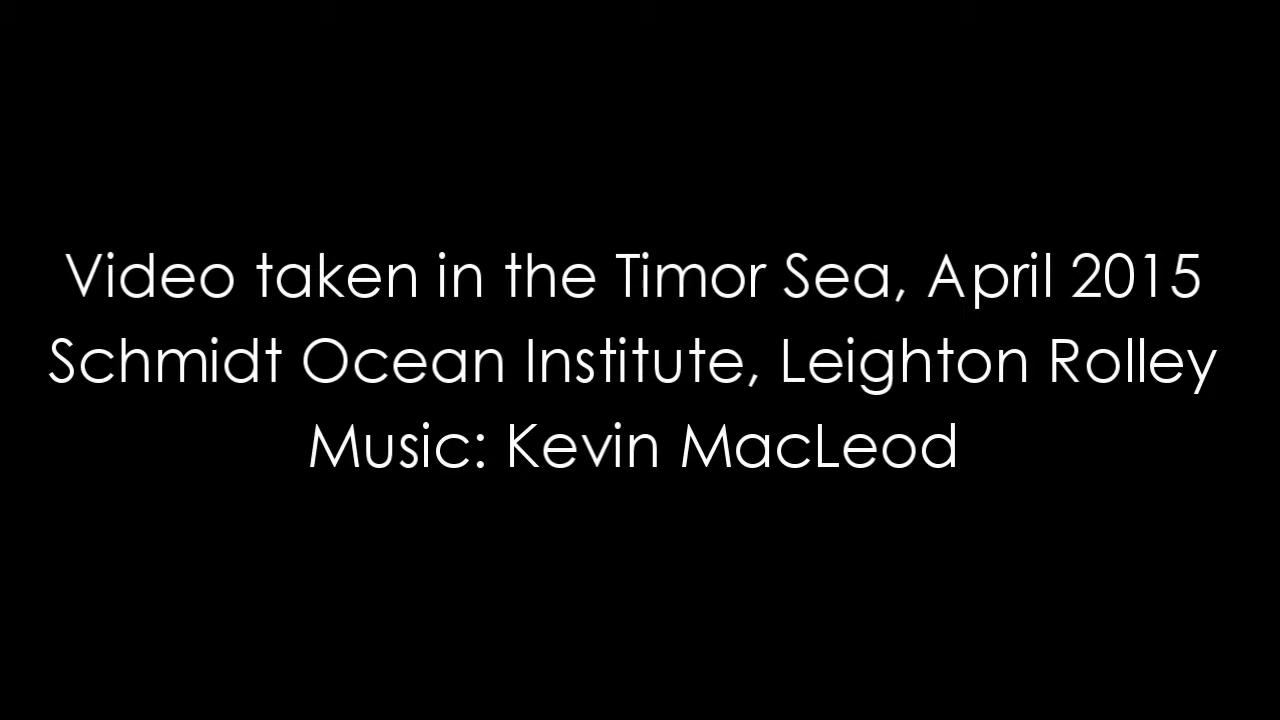 Video taken in the Timor Sea, April 2015
Schmidt Ocean Institute, Leighton Rolley
Music: Kevin MacLeod